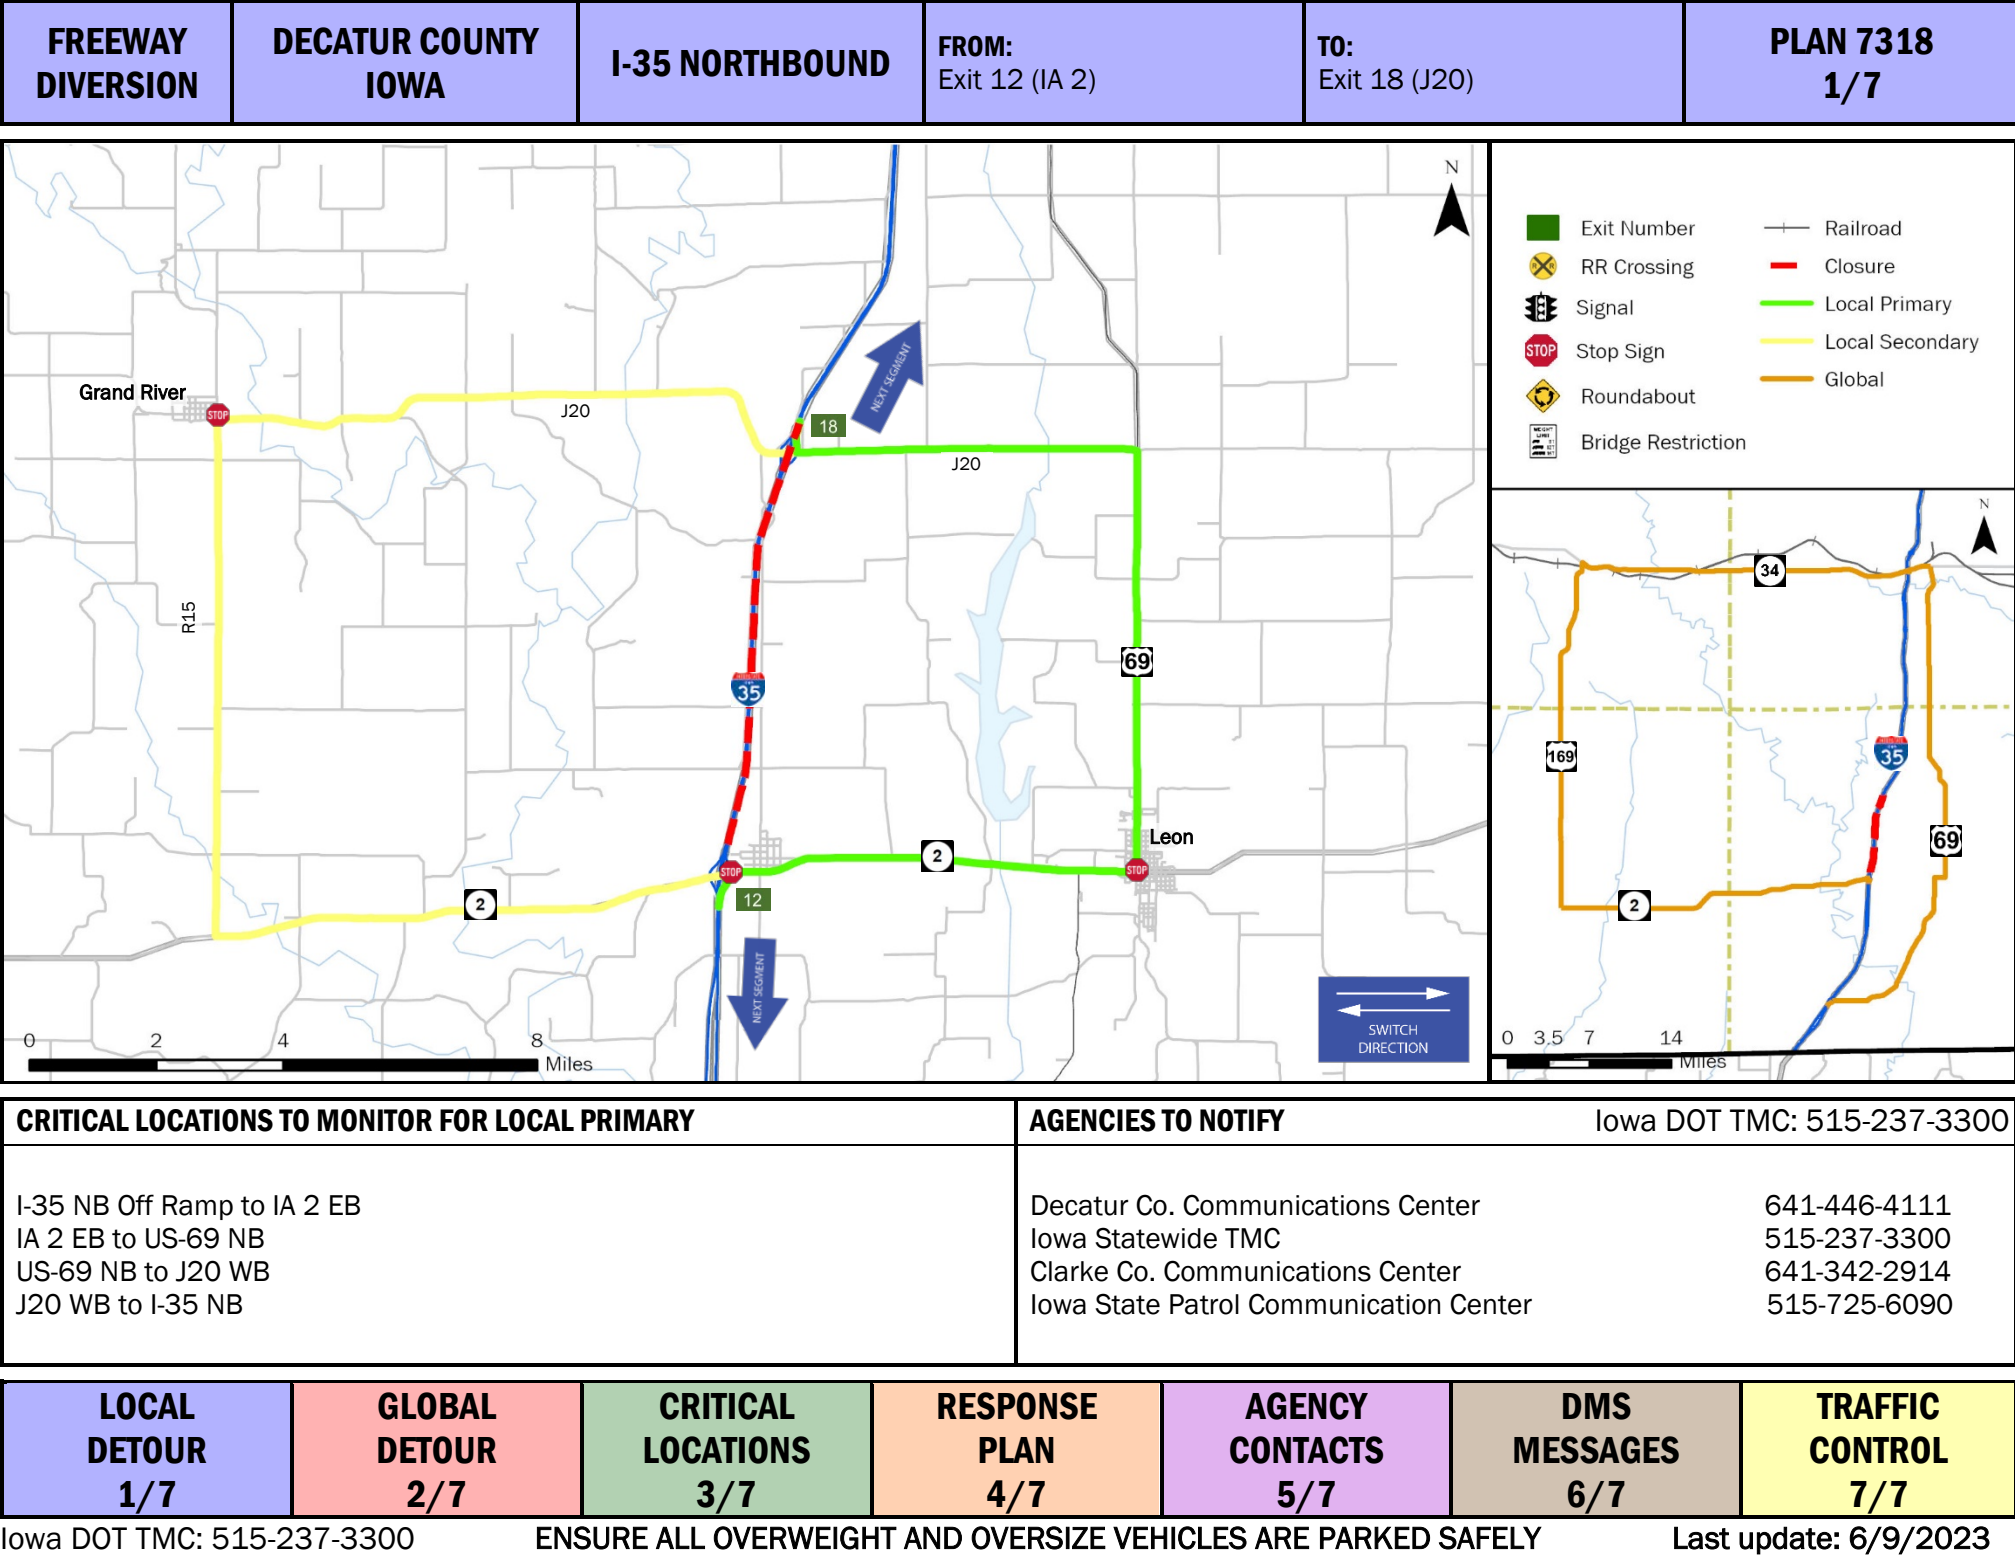 FREEWAY
DIVERSION
DECATUR COUNTY
IOWA
I-35 NORTHBOUND
FROM:
Exit 12 (IA 2)
TO:
Exit 18 (J20)
PLAN 7318
1/7
N
Grand River
STOP
J20
18
NEXT SEGMENT
J20
R15
69
35
Leon
STOP
2
STOP
12
2
NEXT SEGMENT
SWITCH
DIRECTION
0 2 4 8
Miles
Exit Number
RR Crossing
Signal
STOP Stop Sign
Roundabout
Bridge Restriction
Railroad
Closure
Local Primary
Local Secondary
Global
N
34
169
35
69
2
0 3.5 7 14
Miles
CRITICAL LOCATIONS TO MONITOR FOR LOCAL PRIMARY
I-35 NB Off Ramp to IA 2 EB
IA 2 EB to US-69 NB
US-69 NB to J20 WB
J20 WB to I-35 NB
AGENCIES TO NOTIFY Iowa DOT TMC: 515-237-3300
Decatur Co. Communications Center 641-446-4111
Iowa Statewide TMC 515-237-3300
Clarke Co. Communications Center 641-342-2914
Iowa State Patrol Communication Center 515-725-6090
LOCAL
DETOUR
1/7
GLOBAL
DETOUR
2/7
CRITICAL
LOCATIONS
3/7
RESPONSE
PLAN
4/7
AGENCY
CONTACTS
5/7
DMS
MESSAGES
6/7
TRAFFIC
CONTROL
7/7
Iowa DOT TMC: 515-237-3300 ENSURE ALL OVERWEIGHT AND OVERSIZE VEHICLES ARE PARKED SAFELY Last update: 6/9/2023